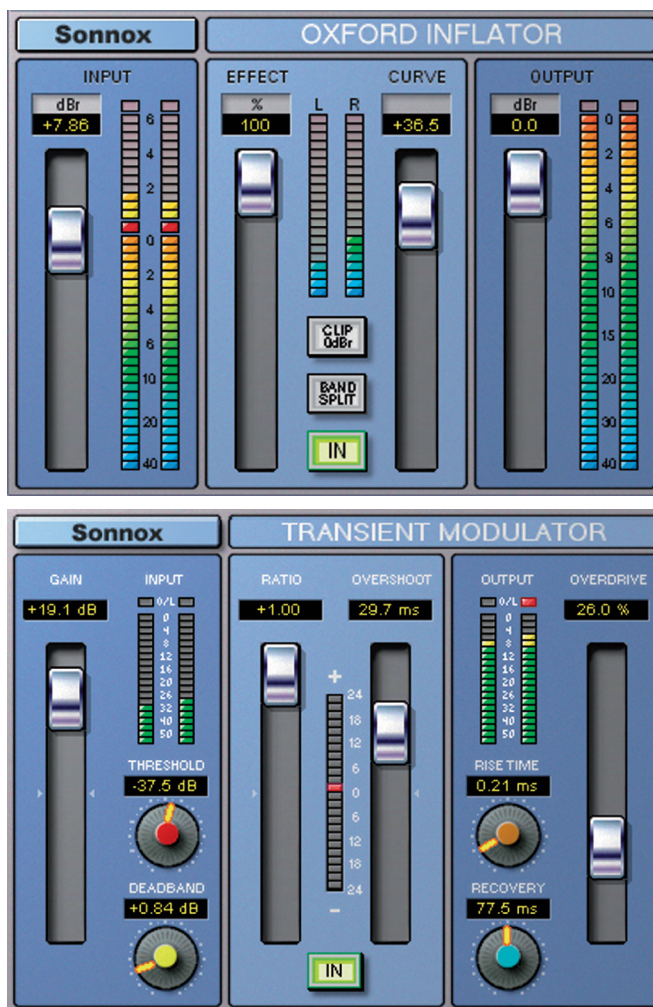 Sonnox OXFORD INFLATOR
INPUT
dBr
+7.86
6
4
2
0
2
4
6
10
20
40
EFFECT
%
100
L R
CURVE
+36.5
CLIP
0dBr
BAND
SPLIT
IN
OUTPUT
dBr
0.0
0
2
4
6
8
10
15
20
30
40
Sonnox TRANSIENT MODULATOR
GAIN
+19.1 dB
INPUT
O/L
0
4
8
12
16
20
26
32
40
50
THRESHOLD
-37.5 dB
DEADBAND
+0.84 dB
RATIO
+1.00
OVERSHOOT
29.7 ms
+
24
18
12
6
0
6
12
18
24
-
IN
OUTPUT
O/L
0
4
8
12
16
20
26
32
40
50
OVERDRIVE
26.0 %
RISE TIME
0.21 ms
RECOVERY
77.5 ms